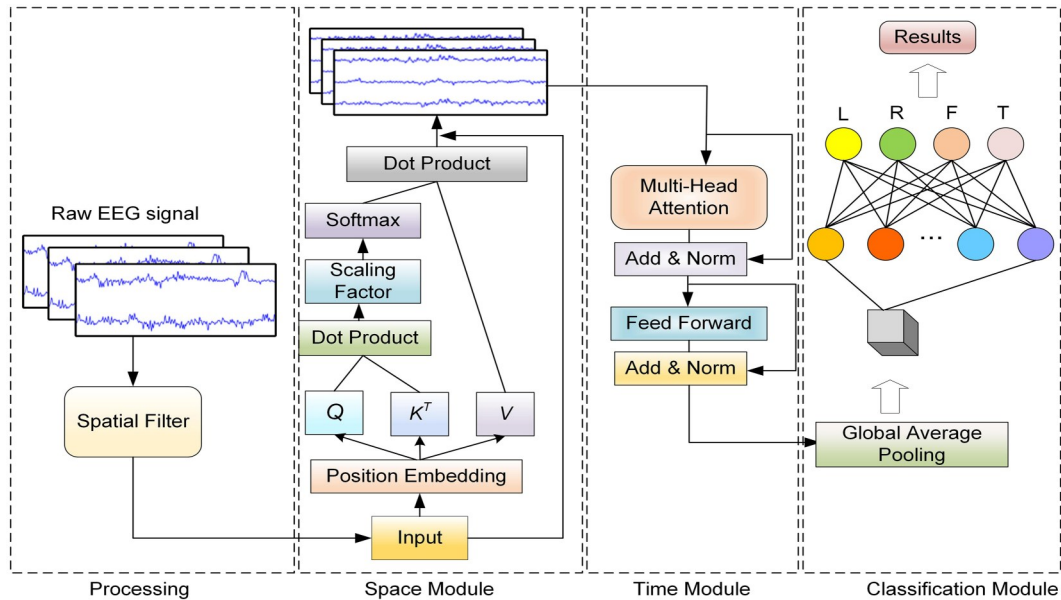 Raw EEG signal
Spatial Filter
Processing
Dot Product
Softmax
Scaling
Factor
Dot Product
Q
K^T
V
Position Embedding
Input
Space Module
Multi-Head
Attention
Add & Norm
Feed Forward
Add & Norm
Time Module
Results
L R F T
...
Global Average
Pooling
Classification Module